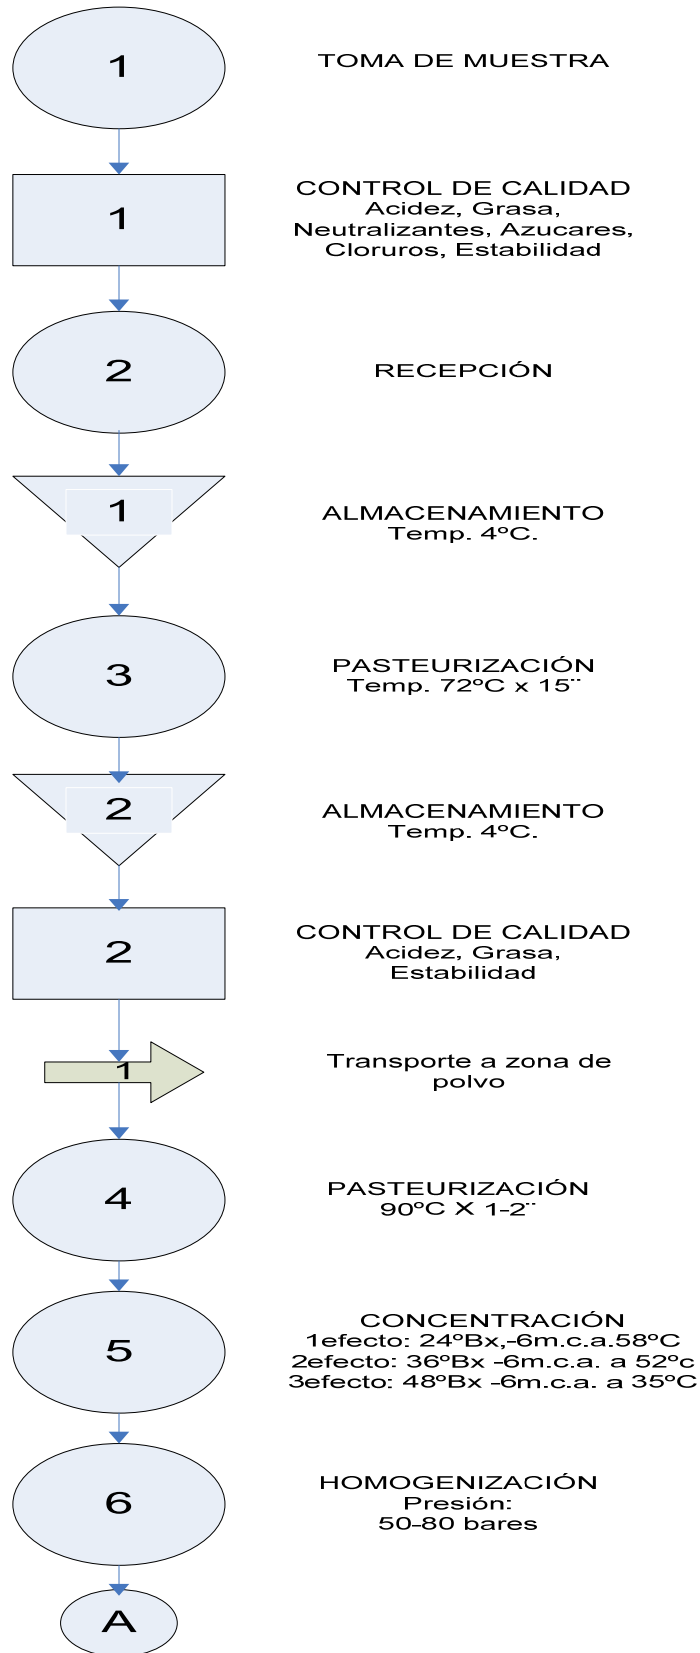 1
TOMA DE MUESTRA
1
CONTROL DE CALIDAD
Acidez, Grasa,
Neutralizantes, Azucares,
Cloruros, Estabilidad
2
RECEPCIÓN
1
ALMACENAMIENTO
Temp. 4ºC.
3
PASTEURIZACIÓN
Temp. 72ºC x 15¨
2
ALMACENAMIENTO
Temp. 4ºC.
2
CONTROL DE CALIDAD
Acidez, Grasa,
Estabilidad
1
Transporte a zona de
polvo
4
PASTEURIZACIÓN
90ºC X 1-2¨
5
CONCENTRACIÓN
1efecto: 24ºBx,-6m.c.a.58ºC
2efecto: 36ºBx -6m.c.a. a 52ºc
3efecto: 48ºBx -6m.c.a. a 35ºC
6
HOMOGENIZACIÓN
Presión:
50-80 bares
A